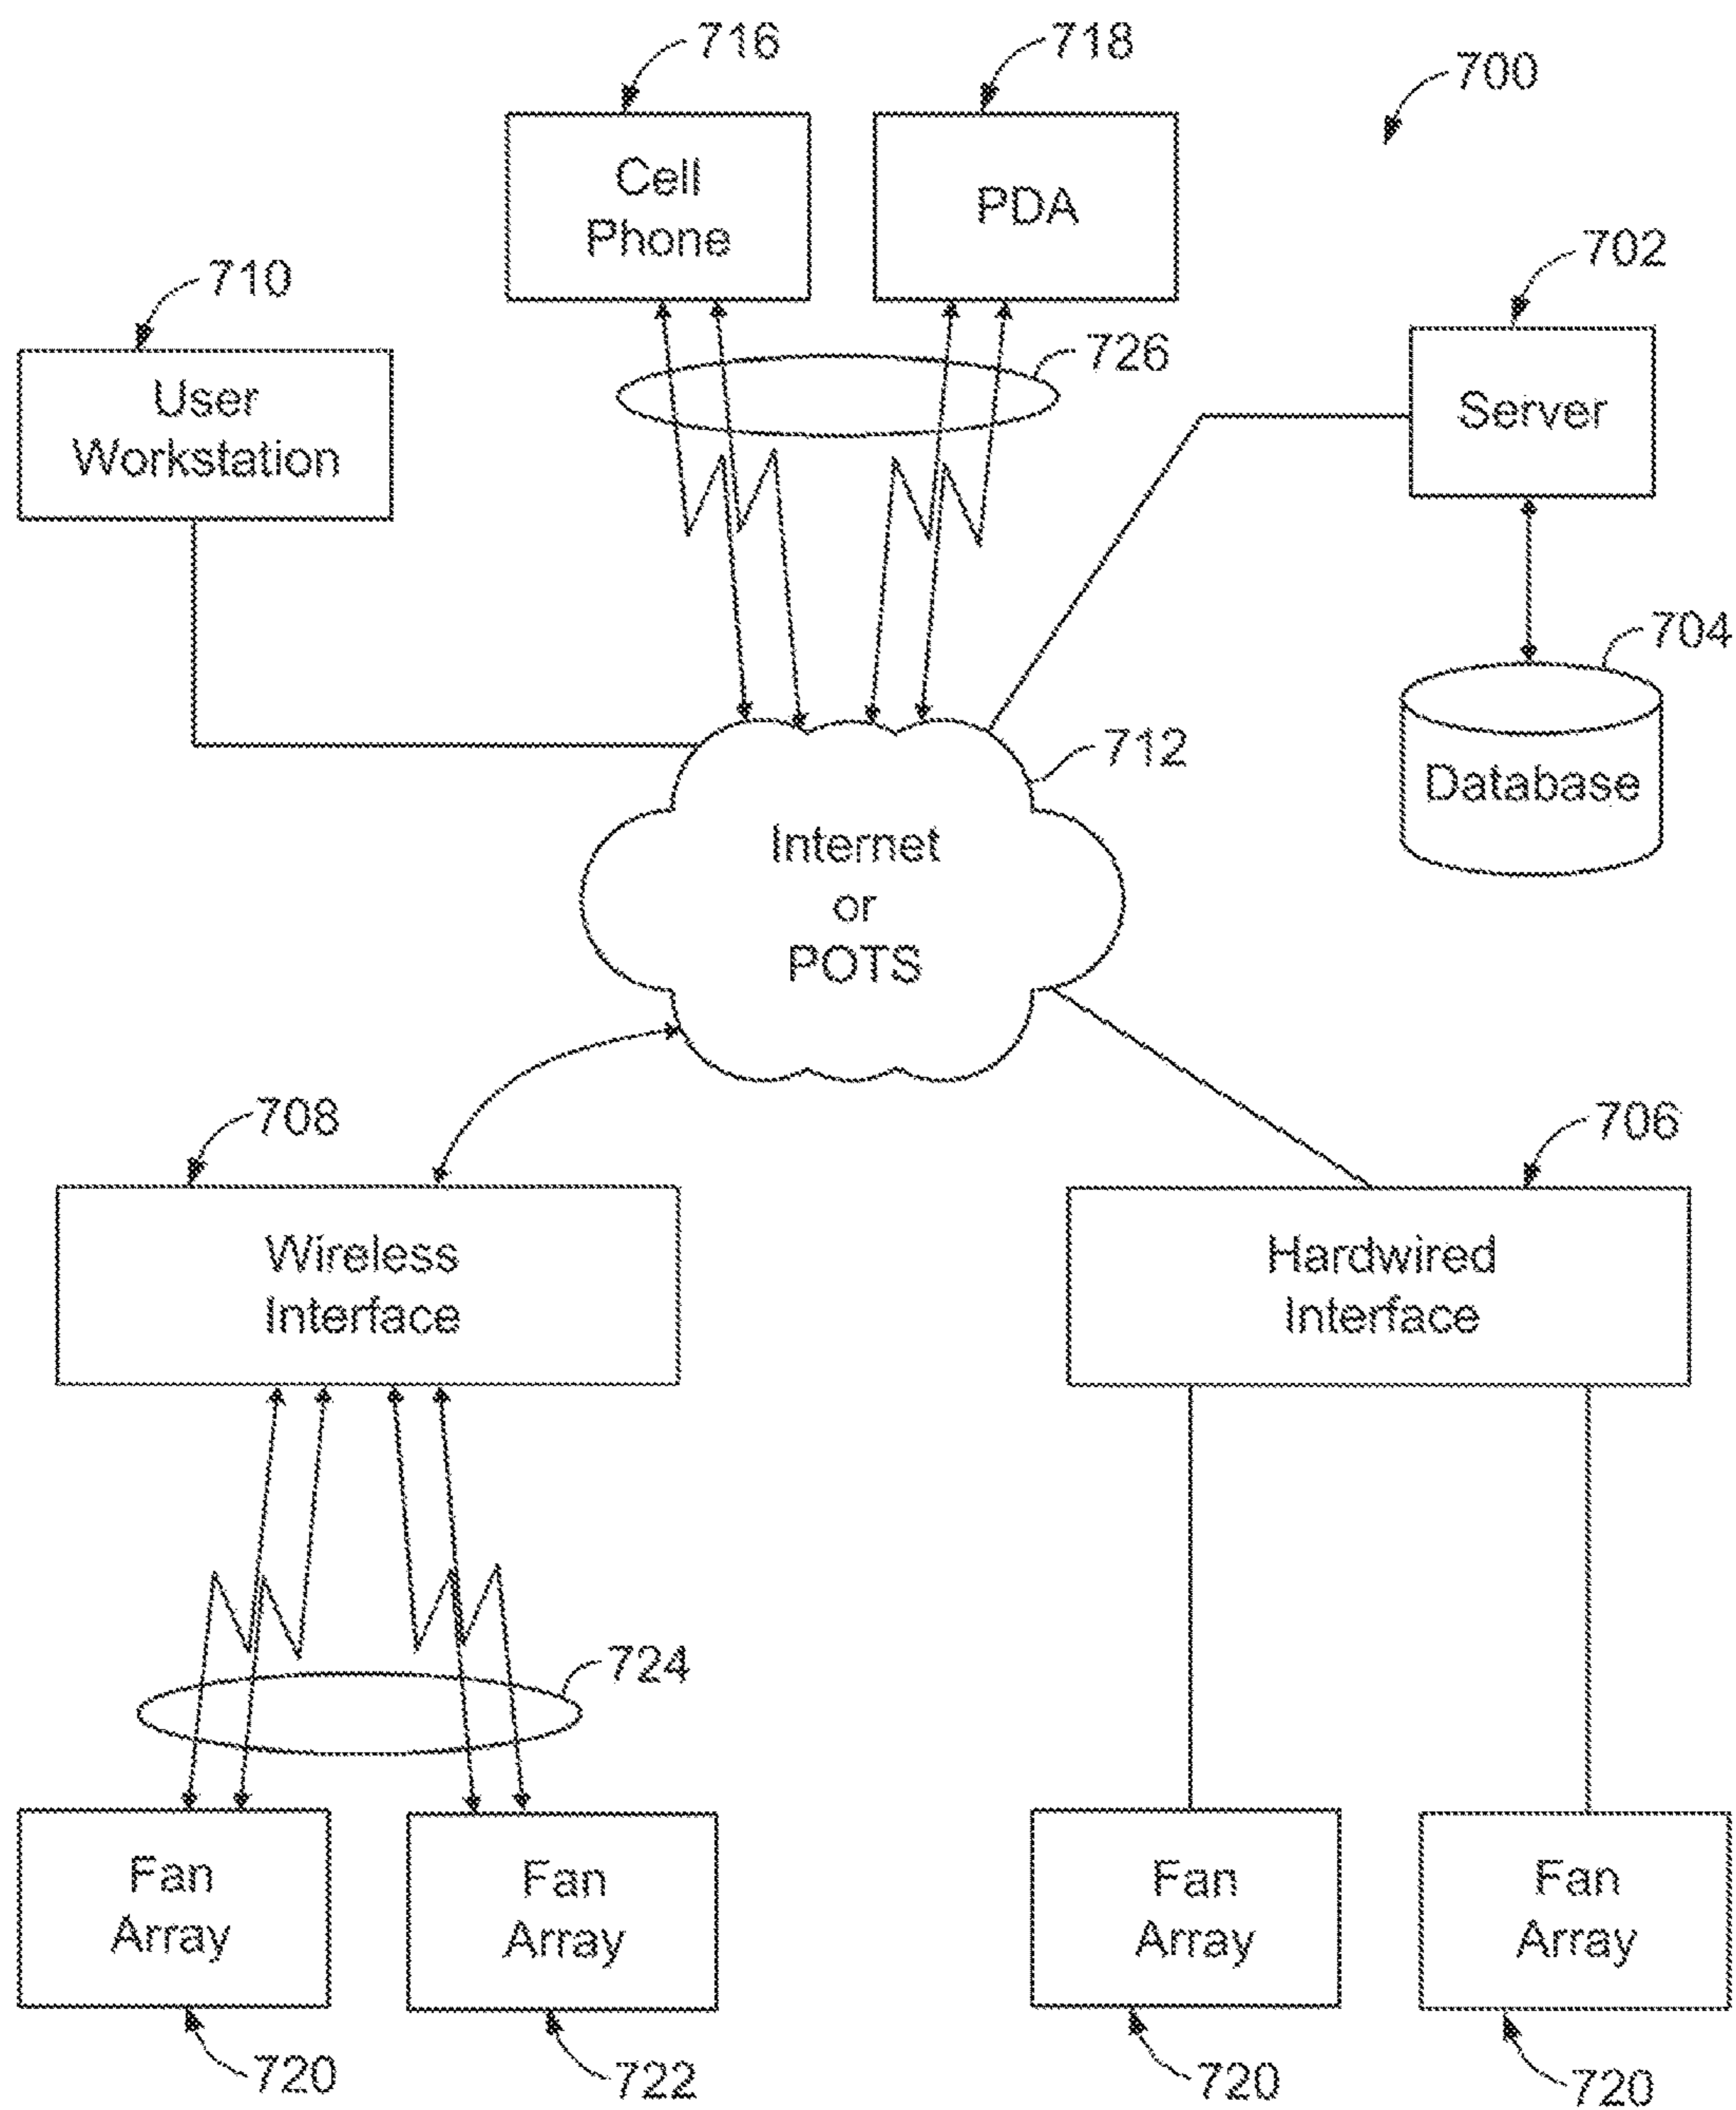 716
718
700
Cell
Phone
PDA
702
710
726
User
Workstation
Server
704
712
Database
Internet
or
POTS
708
706
Wireless
Interface
Hardwired
Interface
724
Fan
Array
Fan
Array
Fan
Array
Fan
Array
720
722
720
720